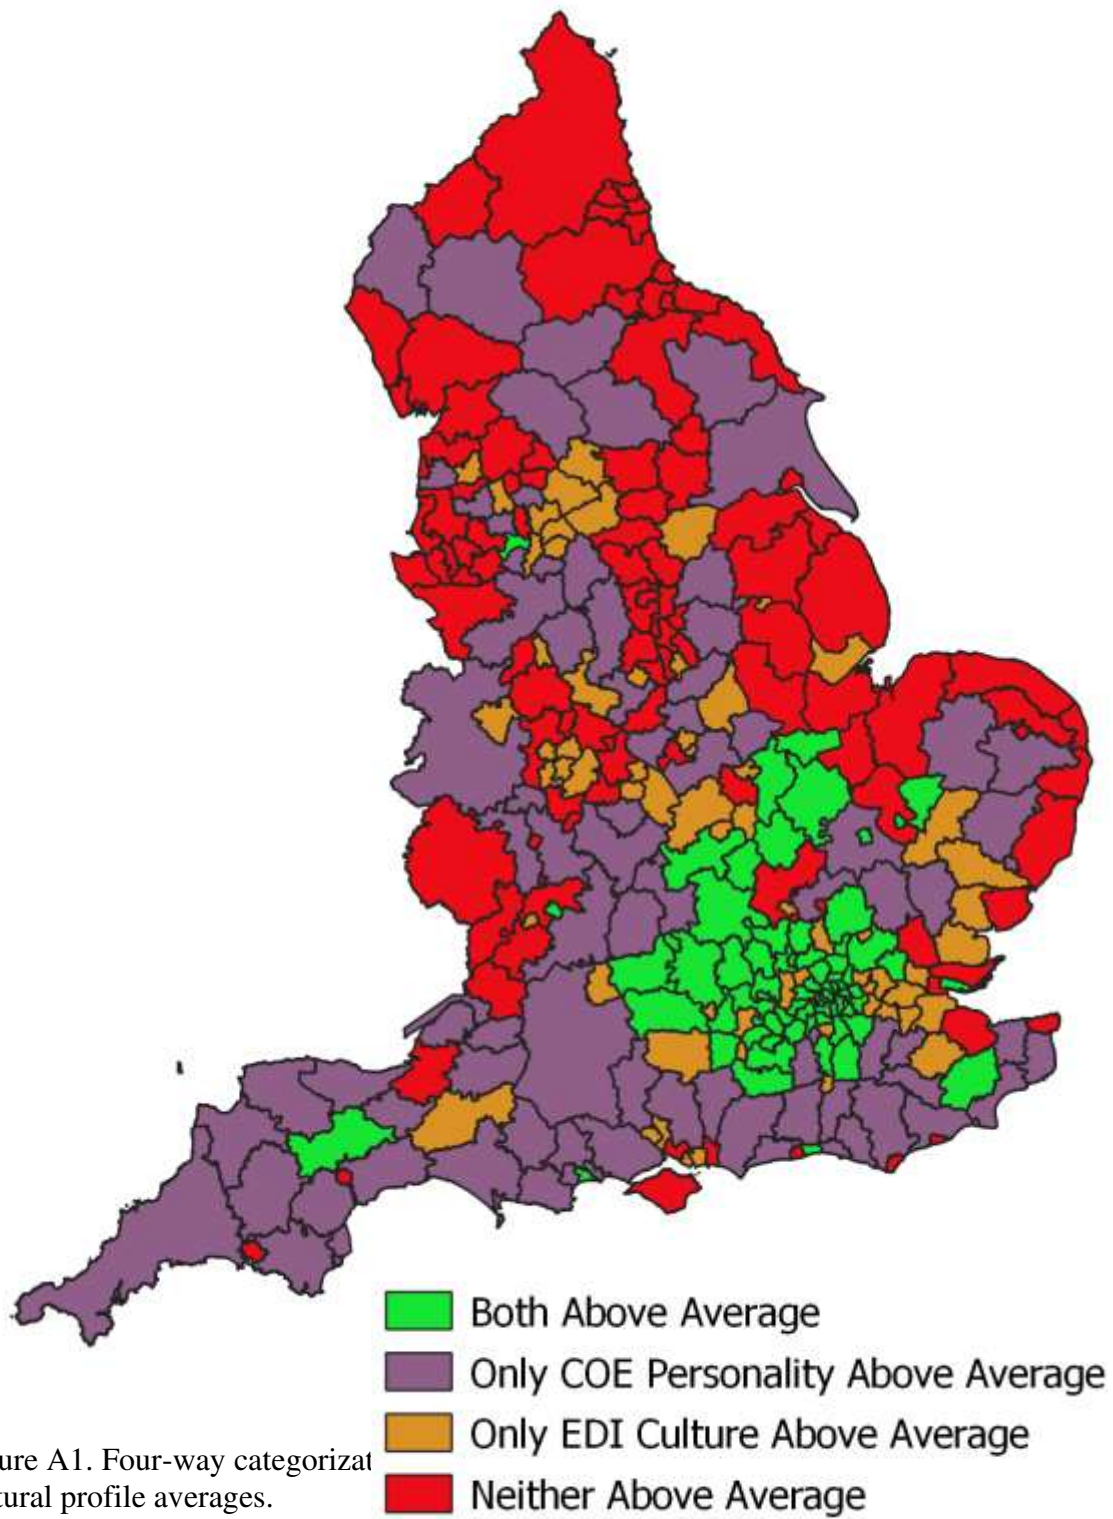 Both Above Average
Only COE Personality Above Average
Only EDI Culture Above Average
Neither Above Average
ure A1. Four-way categorizat
tural profile averages.